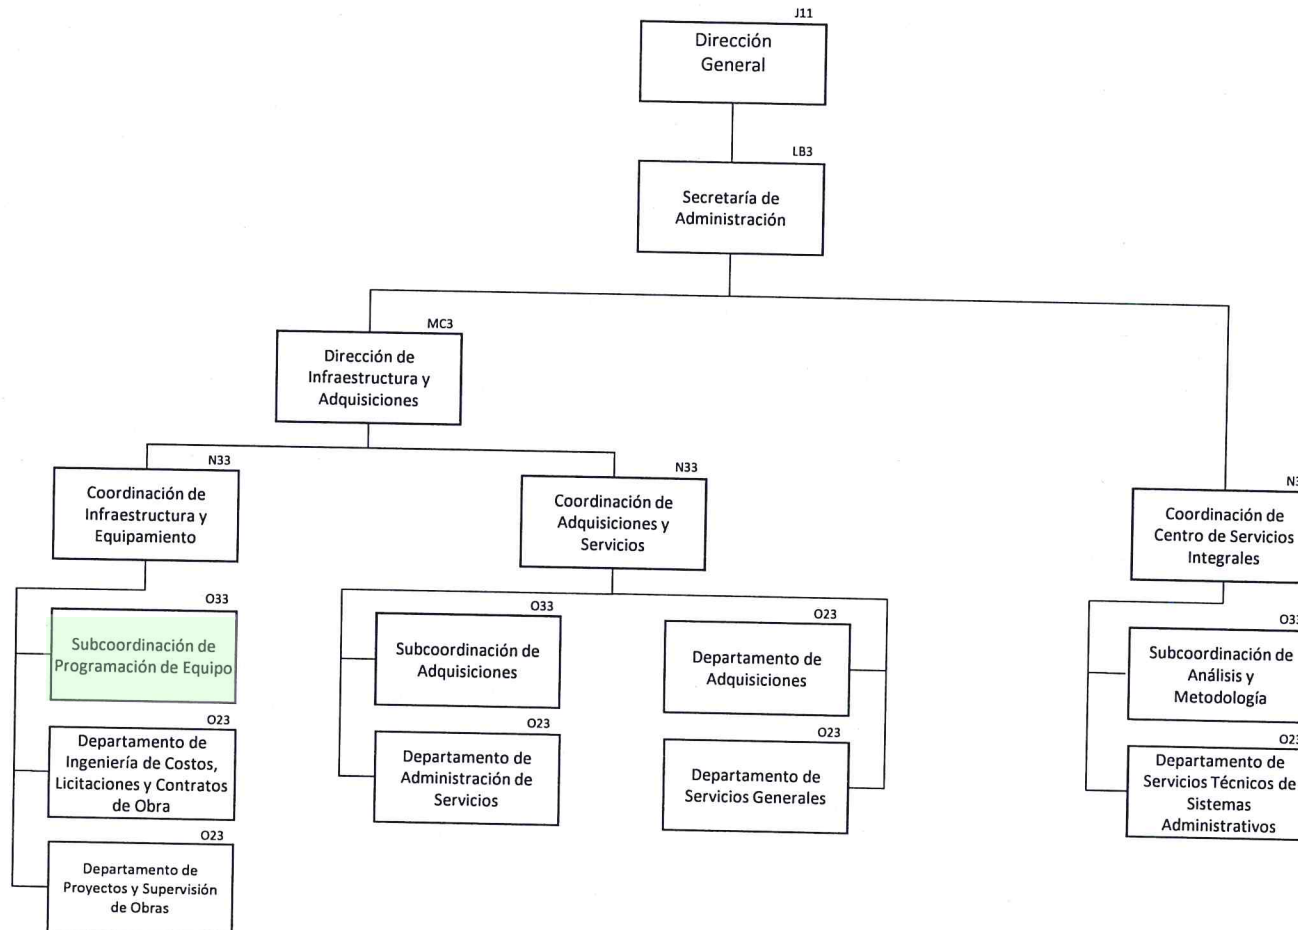 J11
Dirección
General
LB3
Secretaría de
Administración
MC3
Dirección de
Infraestructura y
Adquisiciones
N33
Coordinación de
Infraestructura y
Equipamiento
N33
Coordinación de
Adquisiciones y
Servicios
N3
Coordinación de
Centro de Servicios
Integrales
O33
Subcoordinación de
Programación de Equipo
O33
Subcoordinación de
Adquisiciones
O23
Departamento de
Adquisiciones
O33
Subcoordinación de
Análisis y
Metodología
O23
Departamento de
Ingeniería de Costos,
Licitaciones y Contratos
de Obra
O23
Departamento de
Administración de
Servicios
O23
Departamento de
Servicios Generales
O23
Departamento de
Servicios Técnicos de
Sistemas
Administrativos
O23
Departamento de
Proyectos y Supervisión
de Obras